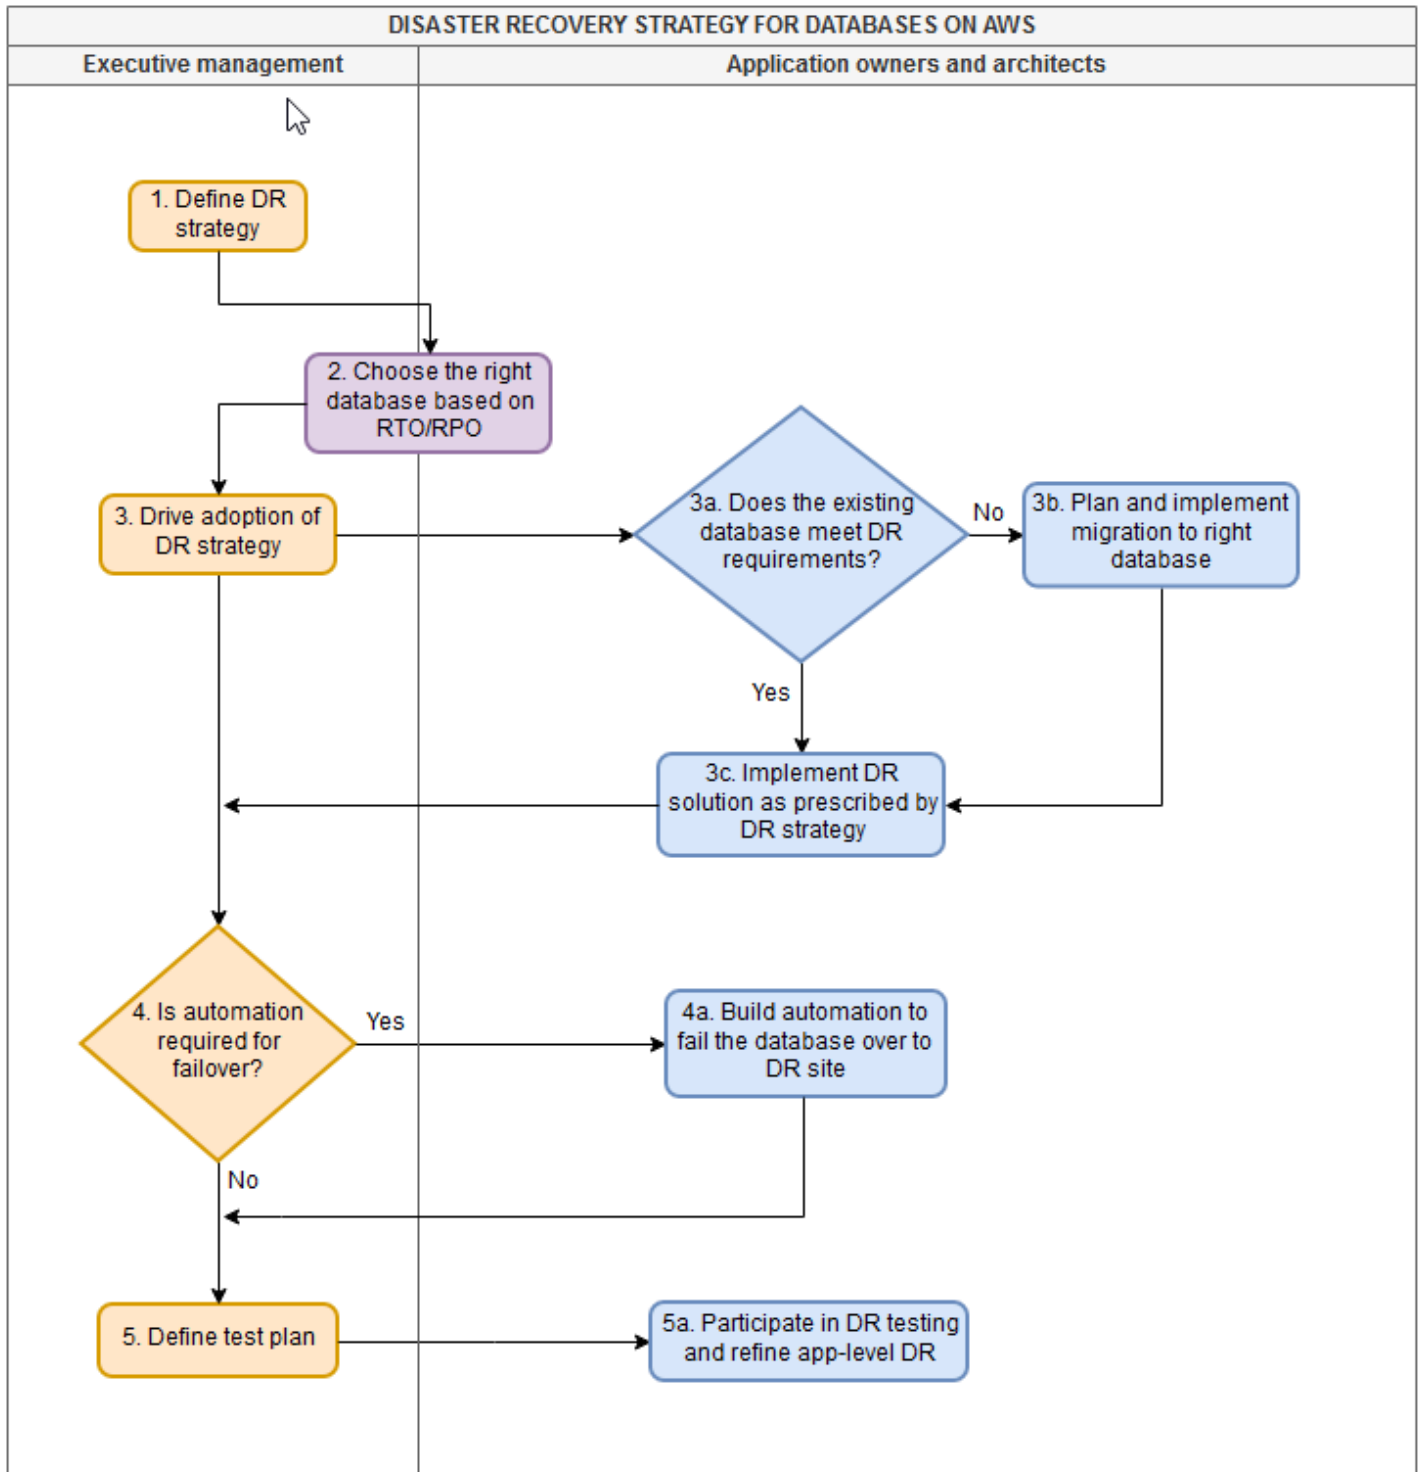 DISASTER RECOVERY STRATEGY FOR DATABASES ON AWS
Executive management
Application owners and architects
1. Define DR
strategy
2. Choose the right
database based on
RTO/RPO
3. Drive adoption of
DR strategy
3a. Does the existing
database meet DR
requirements?
No
3b. Plan and implement
migration to right
database
Yes
3c. Implement DR
solution as prescribed by
DR strategy
4. Is automation
required for
failover?
Yes
4a. Build automation to
fail the database over to
DR site
No
5. Define test plan
5a. Participate in DR testing
and refine app-level DR